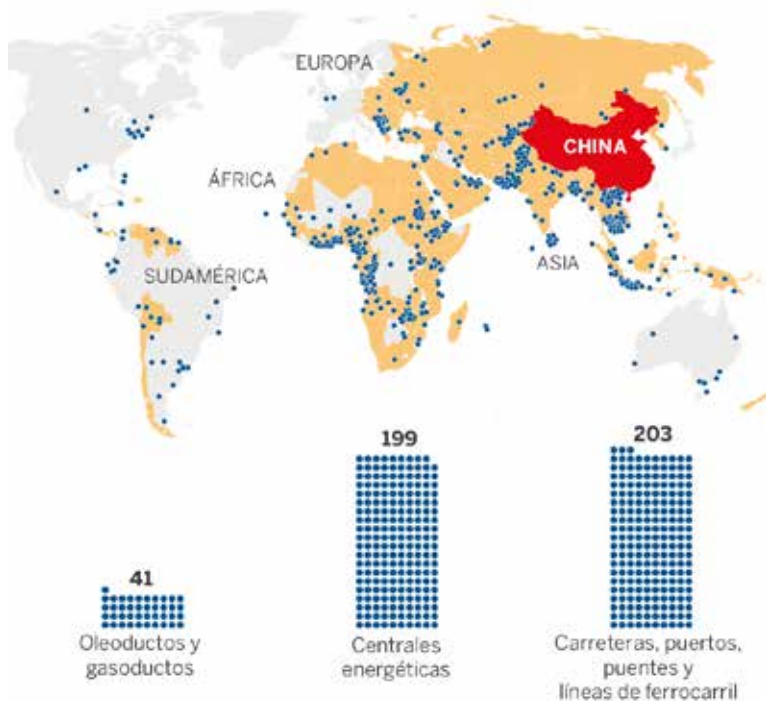 EUROPA
CHINA
ÁFRICA
ASIA
SUDAMÉRICA
199
203
41
Oleoductos y
gasoductos
Centrales
energéticas
Carreteras, puertos,
puentes y
líneas de ferrocarril